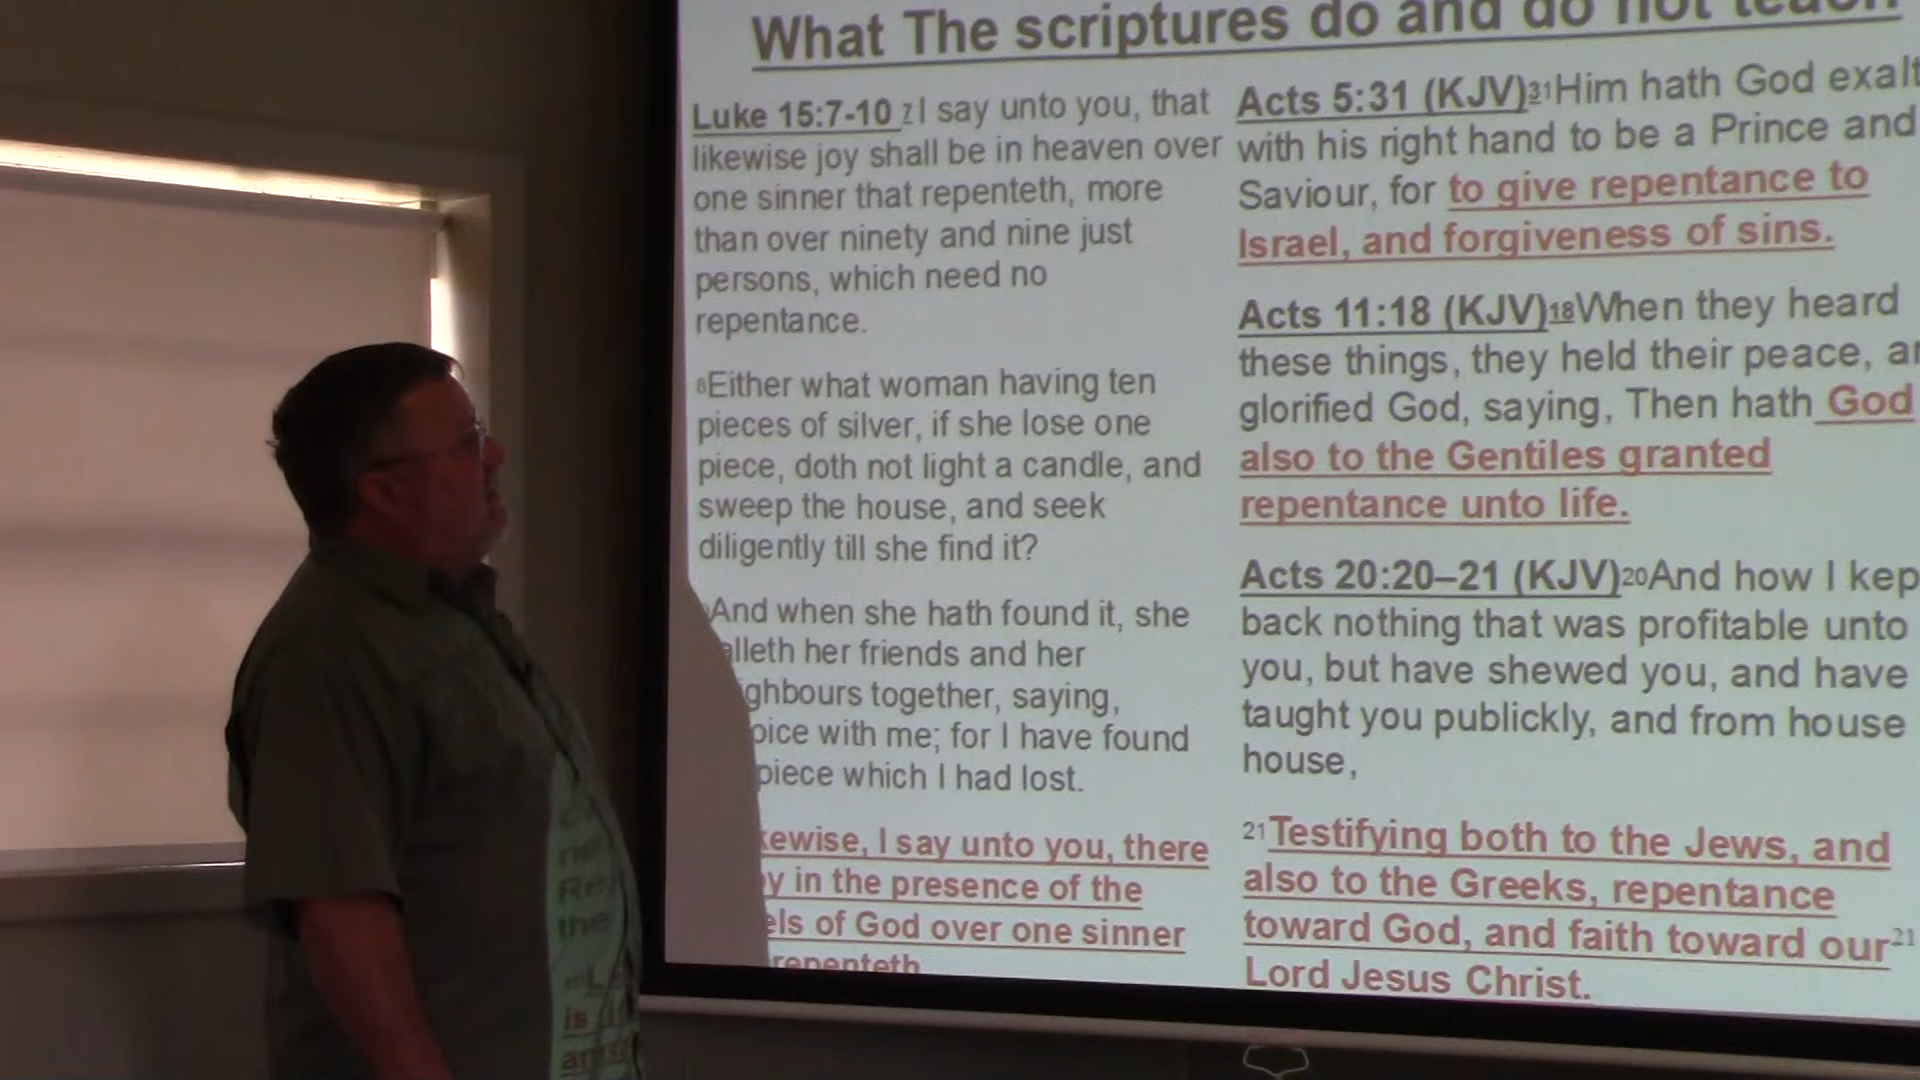 What The scriptures do and do not teach
Luke 15:7-10 7I say unto you, that
likewise joy shall be in heaven over
one sinner that repenteth, more
than over ninety and nine just
persons, which need no
repentance.
8Either what woman having ten
pieces of silver, if she lose one
piece, doth not light a candle, and
sweep the house, and seek
diligently till she find it?
And when she hath found it, she
lleth her friends and her
ghbours together, saying,
oice with me; for I have found
piece which I had lost.
kewise, I say unto you, there
y in the presence of the
els of God over one sinner
repenteth
Acts 5:31 (KJV)31Him hath God exalt
with his right hand to be a Prince and
Saviour, for to give repentance to
Israel, and forgiveness of sins.
Acts 11:18 (KJV)18When they heard
these things, they held their peace, an
glorified God, saying, Then hath God
also to the Gentiles granted
repentance unto life.
Acts 20:20–21 (KJV)20And how I kep
back nothing that was profitable unto
you, but have shewed you, and have
taught you publickly, and from house
house,
21Testifying both to the Jews, and
also to the Greeks, repentance
toward God, and faith toward our21
Lord Jesus Christ.
ne
Re
the
is